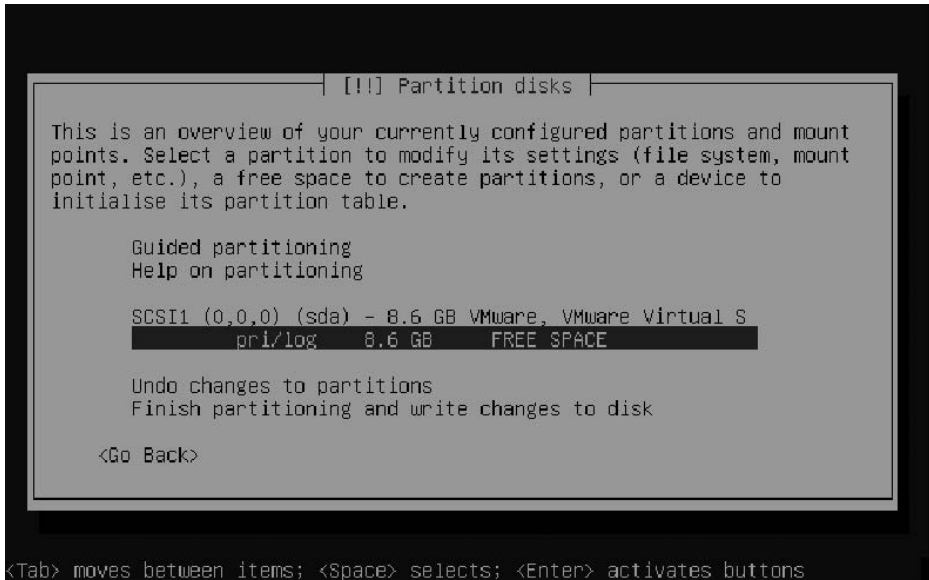 [!!] Partition disks
This is an overview of your currently configured partitions and mount
points. Select a partition to modify its settings (file system, mount
point, etc.), a free space to create partitions, or a device to
initialise its partition table.
Guided partitioning
Help on partitioning
SCSI1 (0,0,0) (sda) - 8.6 GB VMware, VMware Virtual S
pri/log 8.6 GB FREE SPACE
Undo changes to partitions
Finish partitioning and write changes to disk
<Go Back>
<Tab> moves between items; <Space> selects; <Enter> activates buttons